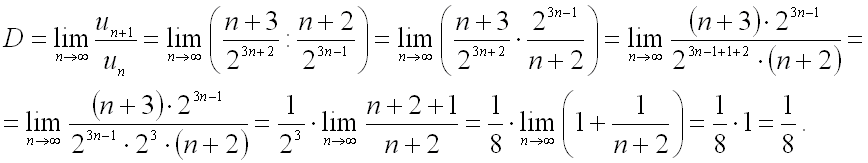 D = lim_{n→∞} u_{n+1}/u_n = lim_{n→∞} ( (n+3)/2^{3n+2} : (n+2)/2^{3n-1} ) = lim_{n→∞} ( (n+3)/2^{3n+2} · 2^{3n-1}/(n+2) ) = lim_{n→∞} ((n+3)·2^{3n-1})/(2^{3n-1+1+2}·(n+2)) =
= lim_{n→∞} ((n+3)·2^{3n-1})/(2^{3n-1}·2^3·(n+2)) = 1/2^3 · lim_{n→∞} (n+2+1)/(n+2) = 1/8 · lim_{n→∞} (1 + 1/(n+2)) = 1/8 · 1 = 1/8 .